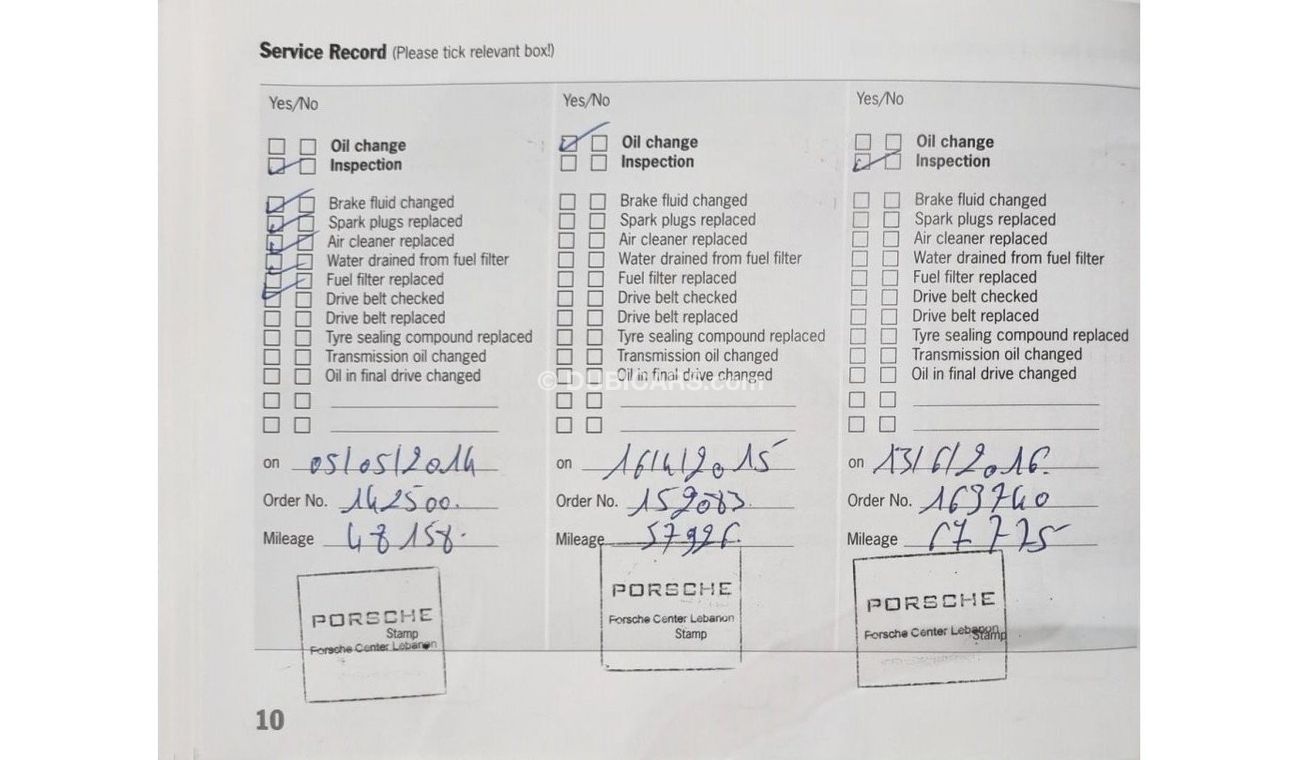 Service Record (Please tick relevant box!)
Yes/No
Oil change
Inspection
Brake fluid changed
Spark plugs replaced
Air cleaner replaced
Water drained from fuel filter
Fuel filter replaced
Drive belt checked
Drive belt replaced
Tyre sealing compound replaced
Transmission oil changed
Oil in final drive changed
on 05/05/2014
Order No. 142500.
Mileage 48158.
PORSCHE
Stamp
Porsche Center Lebanon
Yes/No
Oil change
Inspection
Brake fluid changed
Spark plugs replaced
Air cleaner replaced
Water drained from fuel filter
Fuel filter replaced
Drive belt checked
Drive belt replaced
Tyre sealing compound replaced
Transmission oil changed
Oil in final drive changed
on 16/4/2015
Order No. 152083.
Mileage 57926.
PORSCHE
Porsche Center Lebanon
Stamp
Yes/No
Oil change
Inspection
Brake fluid changed
Spark plugs replaced
Air cleaner replaced
Water drained from fuel filter
Fuel filter replaced
Drive belt checked
Drive belt replaced
Tyre sealing compound replaced
Transmission oil changed
Oil in final drive changed
on 13/6/2016.
Order No. 163740
Mileage 67725
PORSCHE
Porsche Center Lebanon
Stamp
© DUBICARS.com
10